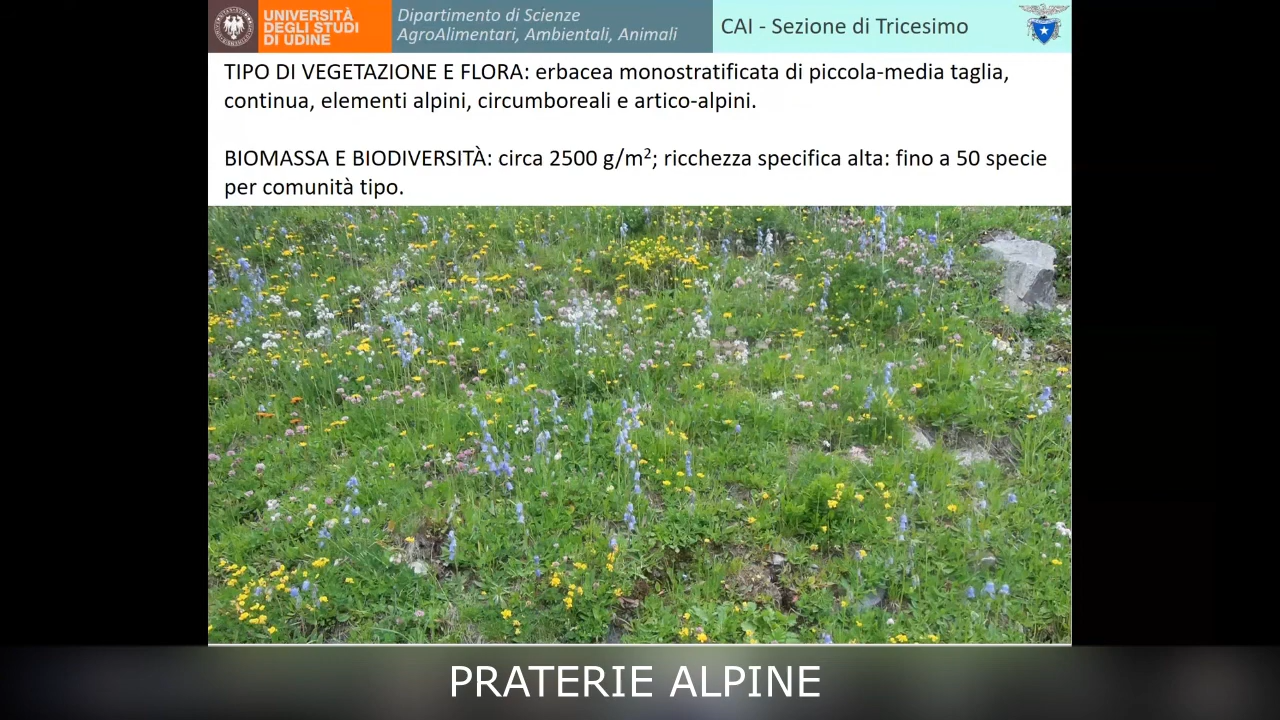 UNIVERSITÀ
DEGLI STUDI
DI UDINE
Dipartimento di Scienze
AgroAlimentari, Ambientali, Animali
CAI - Sezione di Tricesimo
TIPO DI VEGETAZIONE E FLORA: erbacea monostratificata di piccola-media taglia,
continua, elementi alpini, circumboreali e artico-alpini.
BIOMASSA E BIODIVERSITÀ: circa 2500 g/m²; ricchezza specifica alta: fino a 50 specie
per comunità tipo.
PRATERIE ALPINE